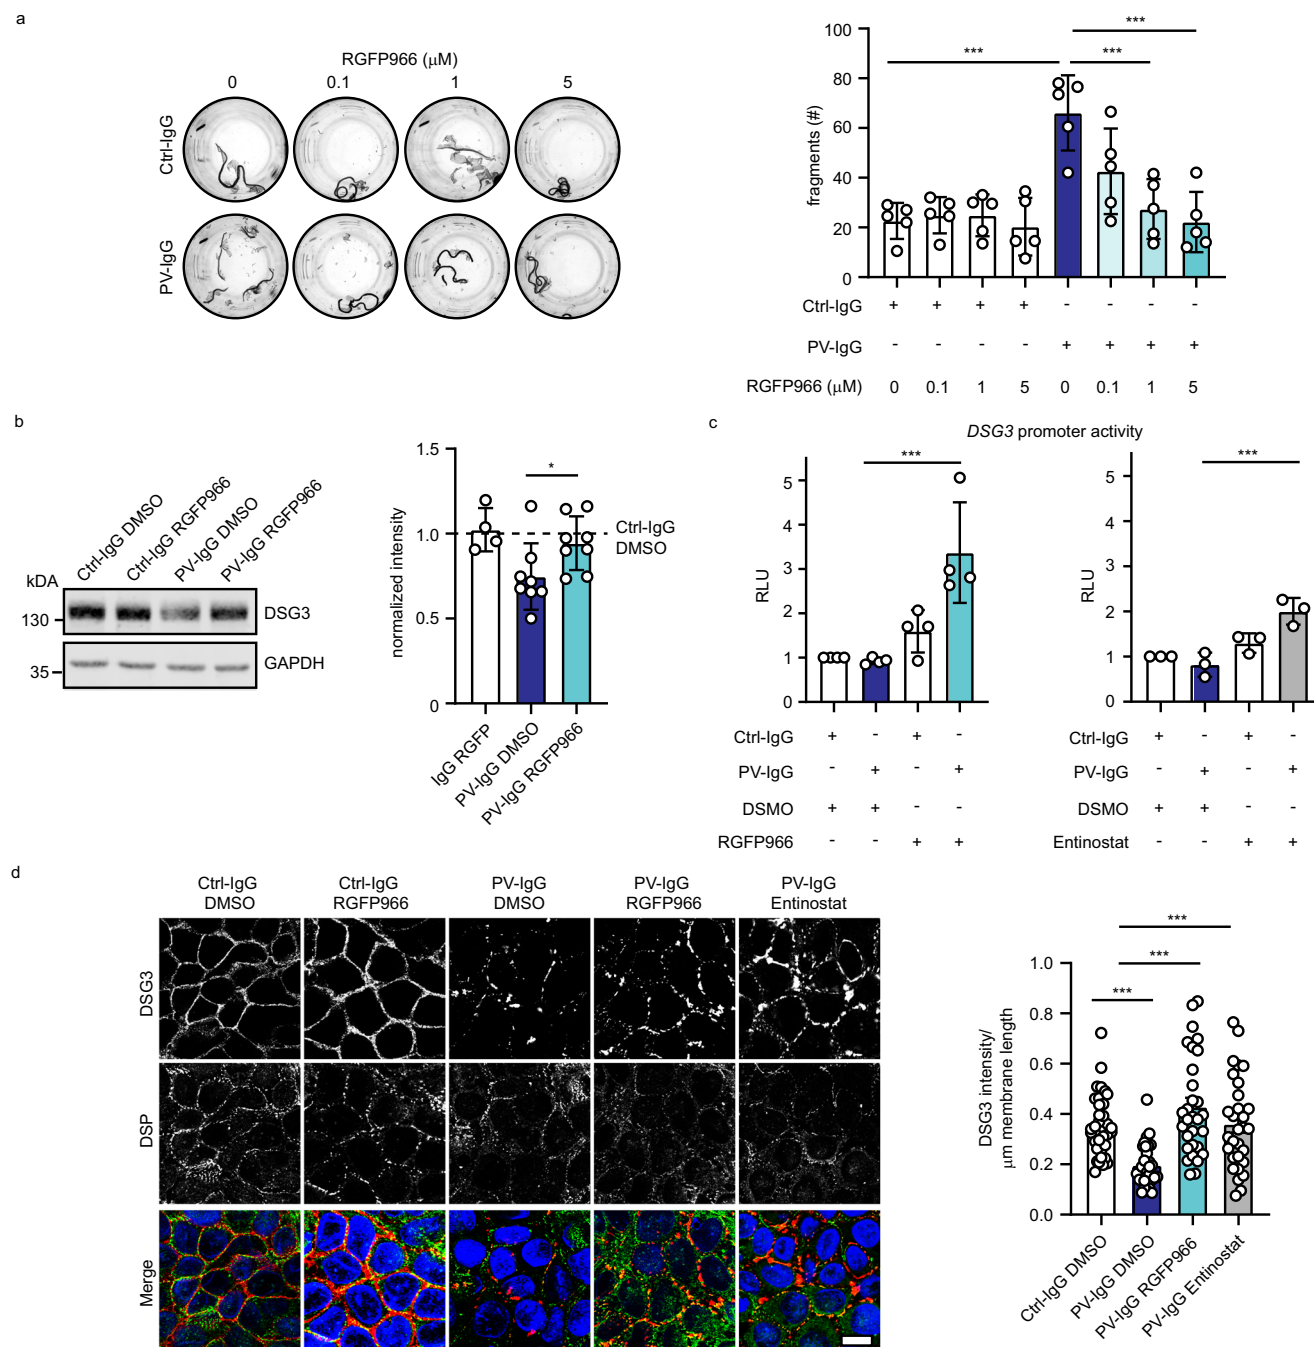 a
RGFP966 (µM)
0 0.1 1 5
Ctrl-IgG
PV-IgG
fragments (#)
100
80
60
40
20
0
***
***
***
Ctrl-IgG + + + + - - - -
PV-IgG - - - - + + + +
RGFP966 (µM) 0 0.1 1 5 0 0.1 1 5
b
Ctrl-IgG DMSO
Ctrl-IgG RGFP966
PV-IgG DMSO
PV-IgG RGFP966
kDA
130
DSG3
35
GAPDH
normalized intensity
1.5
1.0
0.5
0
*
Ctrl-IgG
DMSO
IgG RGFP
PV-IgG DMSO
PV-IgG RGFP966
c
DSG3 promoter activity
RLU
5
4
3
2
1
0
***
Ctrl-IgG + - + -
PV-IgG - + - +
DSMO + + - -
RGFP966 - - + +
RLU
5
4
3
2
1
0
***
Ctrl-IgG + - + -
PV-IgG - + - +
DSMO + + - -
Entinostat - - + +
d
Ctrl-IgG
DMSO
Ctrl-IgG
RGFP966
PV-IgG
DMSO
PV-IgG
RGFP966
PV-IgG
Entinostat
DSG3
DSP
Merge
DSG3 intensity/
µm membrane length
1.0
0.8
0.6
0.4
0.2
0.0
***
***
***
Ctrl-IgG DMSO
PV-IgG DMSO
PV-IgG RGFP966
PV-IgG Entinostat